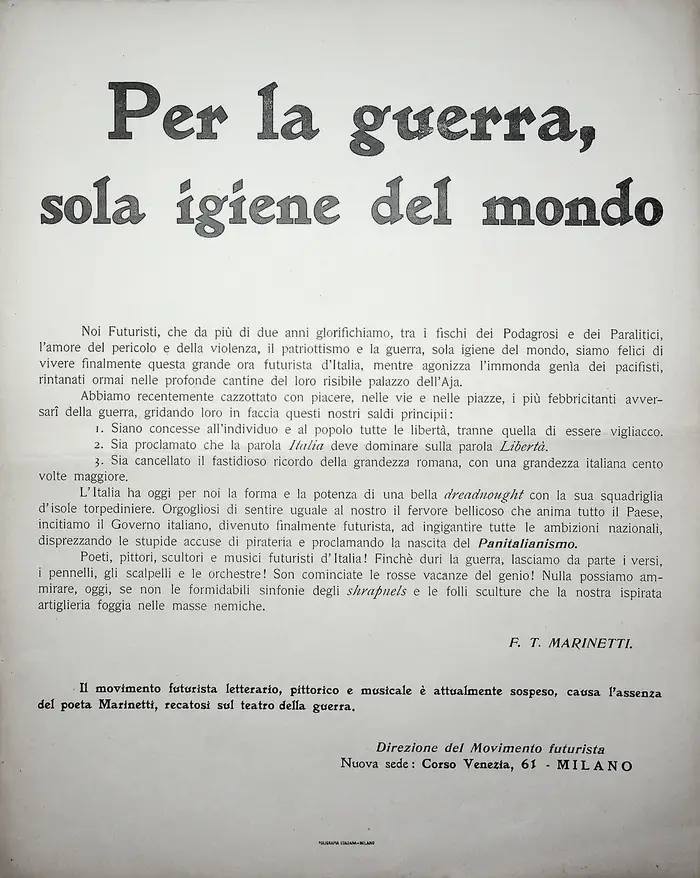 Per la guerra,
sola igiene del mondo
Noi Futuristi, che da più di due anni glorifichiamo, tra i fischi dei Podagrosi e dei Paralitici,
l'amore del pericolo e della violenza, il patriottismo e la guerra, sola igiene del mondo, siamo felici di
vivere finalmente questa grande ora futurista d'Italia, mentre agonizza l'immonda genìa dei pacifisti,
rintanati ormai nelle profonde cantine del loro risibile palazzo dell'Aja.
Abbiamo recentemente cazzottato con piacere, nelle vie e nelle piazze, i più febbricitanti avver-
sarî della guerra, gridando loro in faccia questi nostri saldi principii:
1. Siano concesse all'individuo e al popolo tutte le libertà, tranne quella di essere vigliacco.
2. Sia proclamato che la parola Italia deve dominare sulla parola Libertà.
3. Sia cancellato il fastidioso ricordo della grandezza romana, con una grandezza italiana cento
volte maggiore.
L'Italia ha oggi per noi la forma e la potenza di una bella dreadnought con la sua squadriglia
d'isole torpediniere. Orgogliosi di sentire uguale al nostro il fervore bellicoso che anima tutto il Paese,
incitiamo il Governo italiano, divenuto finalmente futurista, ad ingigantire tutte le ambizioni nazionali,
disprezzando le stupide accuse di pirateria e proclamando la nascita del Panitalianismo.
Poeti, pittori, scultori e musici futuristi d'Italia! Finchè duri la guerra, lasciamo da parte i versi,
i pennelli, gli scalpelli e le orchestre! Son cominciate le rosse vacanze del genio! Nulla possiamo am-
mirare, oggi, se non le formidabili sinfonie degli shrapnels e le folli sculture che la nostra ispirata
artiglieria foggia nelle masse nemiche.
F. T. MARINETTI.
Il movimento futurista letterario, pittorico e musicale è attualmente sospeso, causa l'assenza
del poeta Marinetti, recatosi sul teatro della guerra.
Direzione del Movimento futurista
Nuova sede: Corso Venezia, 61 - MILANO
POLIGRAFIA ITALIANA - MILANO